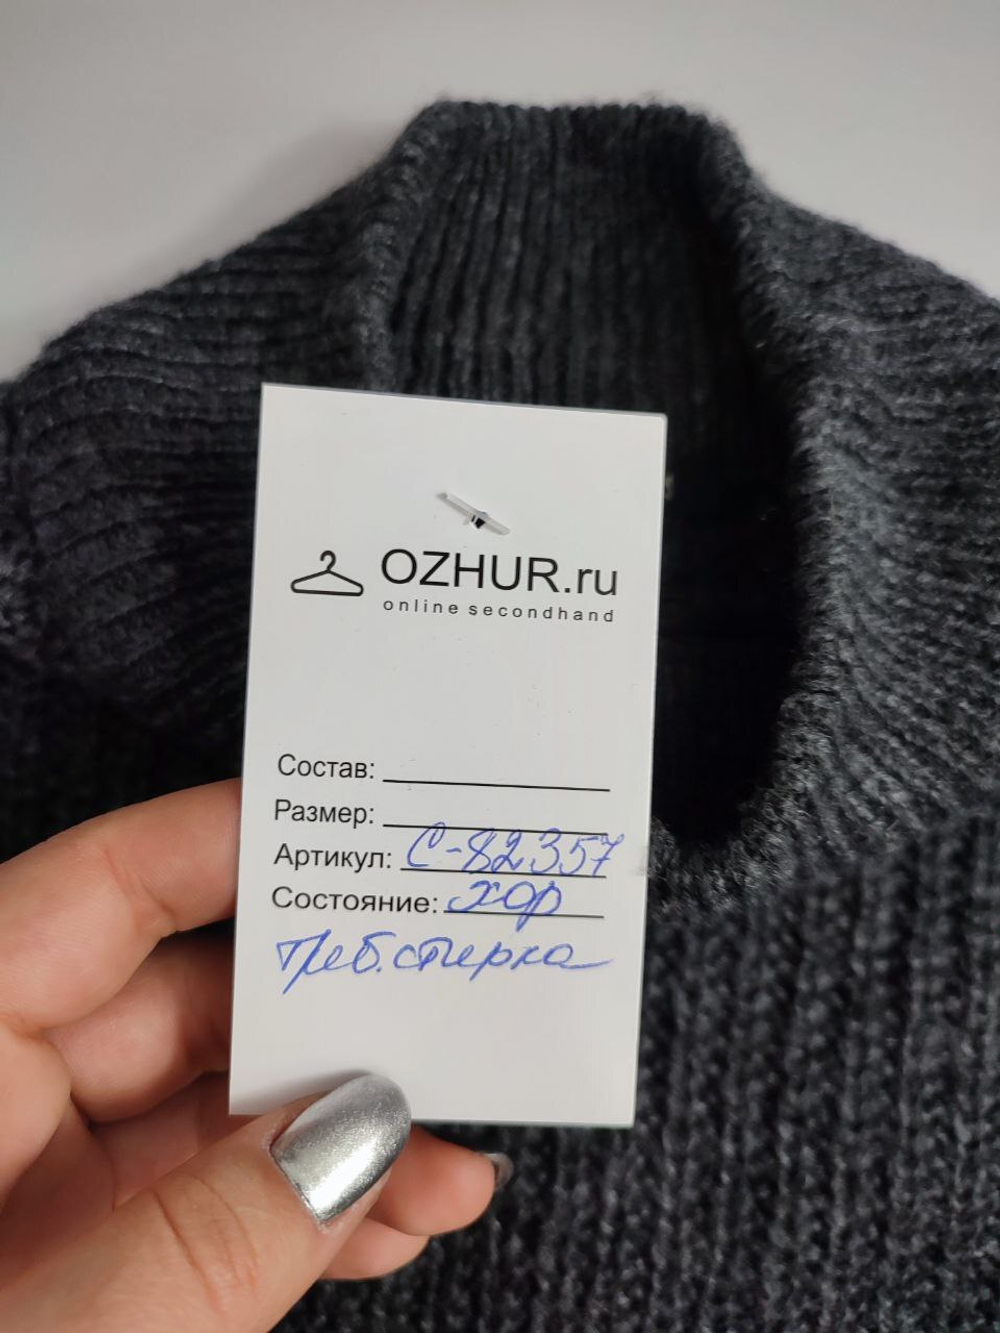 OZHUR.ru
online secondhand
Состав:
Размер:
Артикул: С-82357
Состояние: хор
треб. стирка